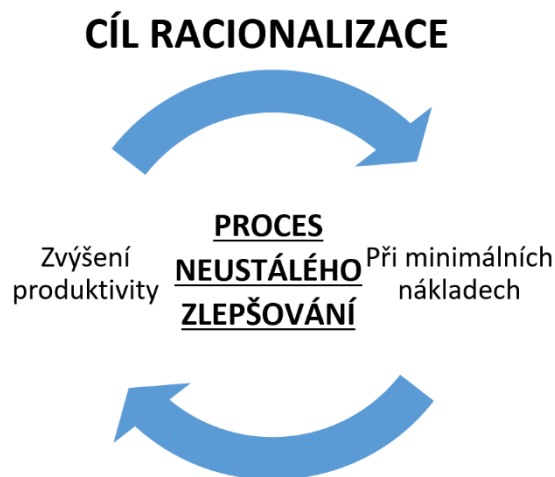 CÍL RACIONALIZACE
Zvýšení
produktivity
PROCES
NEUSTÁLÉHO
ZLEPŠOVÁNÍ
Při minimálních
nákladech